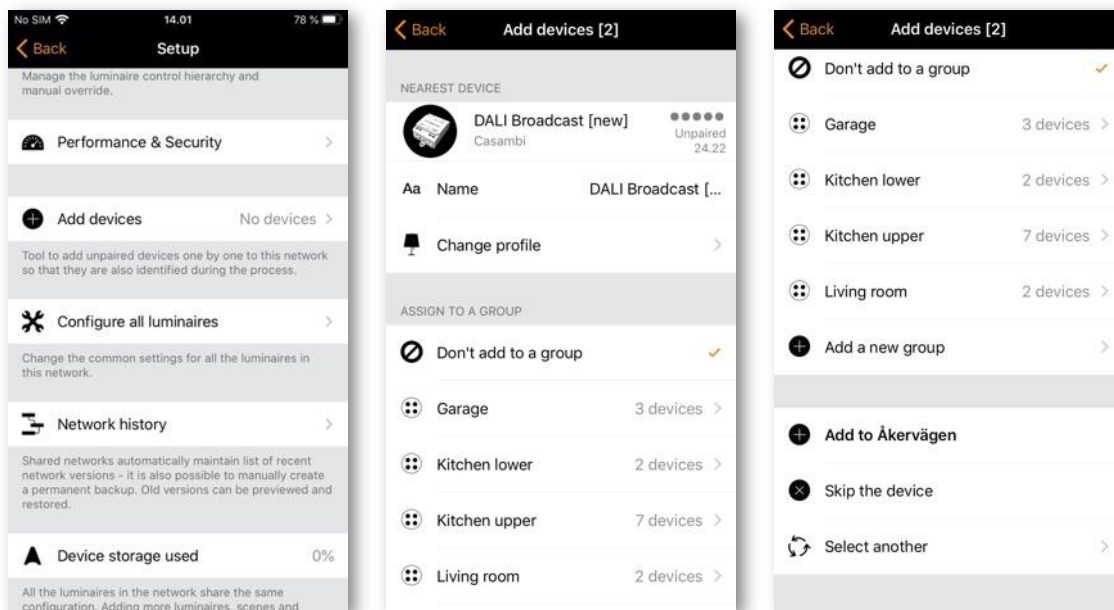 No SIM 14.01 78 %
Back Setup
Manage the luminaire control hierarchy and
manual override.
Performance & Security
Add devices No devices
Tool to add unpaired devices one by one to this network
so that they are also identified during the process.
Configure all luminaires
Change the common settings for all the luminaires in
this network.
Network history
Shared networks automatically maintain list of recent
network versions - it is also possible to manually create
a permanent backup. Old versions can be previewed and
restored.
Device storage used 0%
All the luminaires in the network share the same
configuration. Adding more luminaires, scenes and
Back Add devices [2]
NEAREST DEVICE
DALI Broadcast [new]
Casambi Unpaired
24.22
Aa Name DALI Broadcast [...
Change profile
ASSIGN TO A GROUP
Don't add to a group
Garage 3 devices
Kitchen lower 2 devices
Kitchen upper 7 devices
Living room 2 devices
Back Add devices [2]
Don't add to a group
Garage 3 devices
Kitchen lower 2 devices
Kitchen upper 7 devices
Living room 2 devices
Add a new group
Add to Åkervägen
Skip the device
Select another